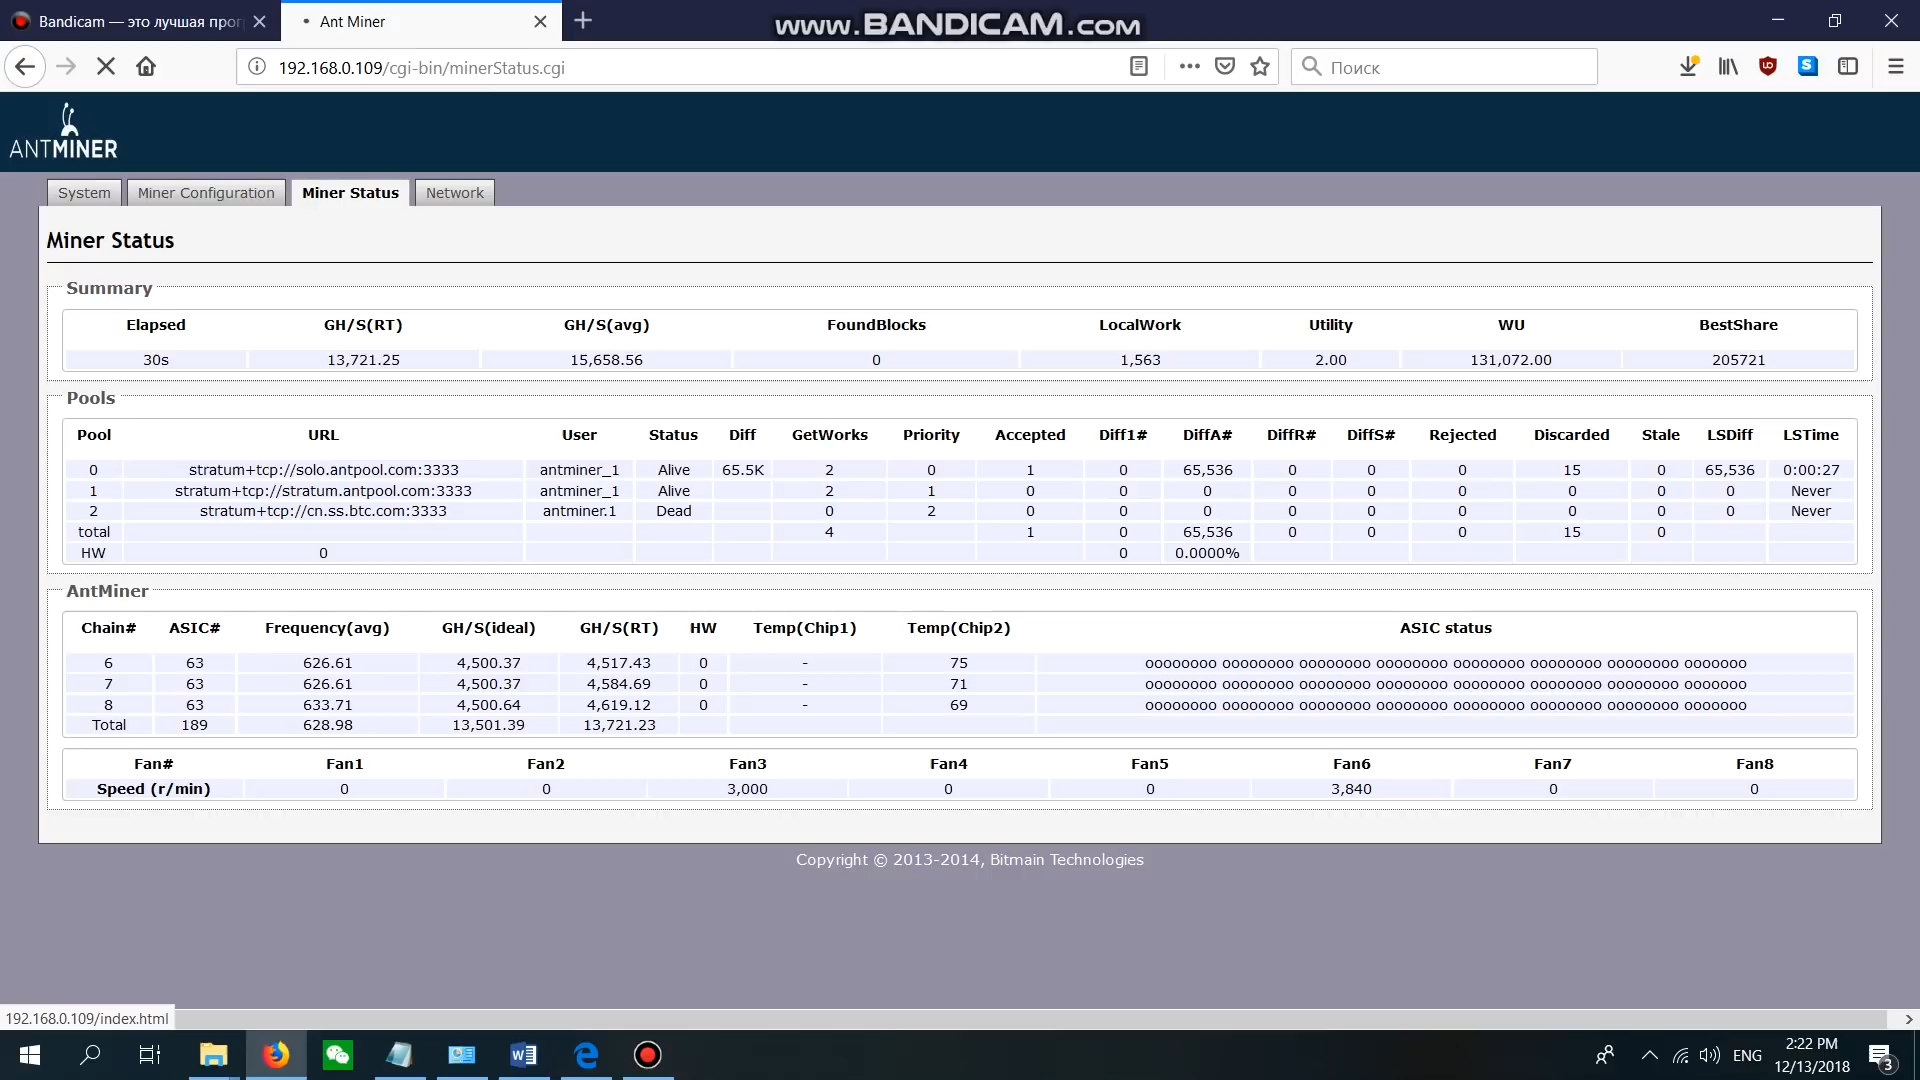 Bandicam — это лучшая прог
Ant Miner
www.BANDICAM.com
192.168.0.109/cgi-bin/minerStatus.cgi
Поиск
ANTMINER
System Miner Configuration Miner Status Network
Miner Status
Summary
Elapsed GH/S(RT) GH/S(avg) FoundBlocks LocalWork Utility WU BestShare
30s 13,721.25 15,658.56 0 1,563 2.00 131,072.00 205721
Pools
Pool URL User Status Diff GetWorks Priority Accepted Diff1# DiffA# DiffR# DiffS# Rejected Discarded Stale LSDiff LSTime
0 stratum+tcp://solo.antpool.com:3333 antminer_1 Alive 65.5K 2 0 1 0 65,536 0 0 0 15 0 65,536 0:00:27
1 stratum+tcp://stratum.antpool.com:3333 antminer_1 Alive 2 1 0 0 0 0 0 0 0 0 0 Never
2 stratum+tcp://cn.ss.btc.com:3333 antminer.1 Dead 0 2 0 0 0 0 0 0 0 0 0 Never
total 4 1 0 65,536 0 0 0 15 0
HW 0 0 0.0000%
AntMiner
Chain# ASIC# Frequency(avg) GH/S(ideal) GH/S(RT) HW Temp(Chip1) Temp(Chip2) ASIC status
6 63 626.61 4,500.37 4,517.43 0 - 75 oooooooo oooooooo oooooooo oooooooo oooooooo oooooooo oooooooo ooooooo
7 63 626.61 4,500.37 4,584.69 0 - 71 oooooooo oooooooo oooooooo oooooooo oooooooo oooooooo oooooooo ooooooo
8 63 633.71 4,500.64 4,619.12 0 - 69 oooooooo oooooooo oooooooo oooooooo oooooooo oooooooo oooooooo ooooooo
Total 189 628.98 13,501.39 13,721.23
Fan# Fan1 Fan2 Fan3 Fan4 Fan5 Fan6 Fan7 Fan8
Speed (r/min) 0 0 3,000 0 0 3,840 0 0
Copyright © 2013-2014, Bitmain Technologies
192.168.0.109/index.html
ENG
2:22 PM
12/13/2018
3